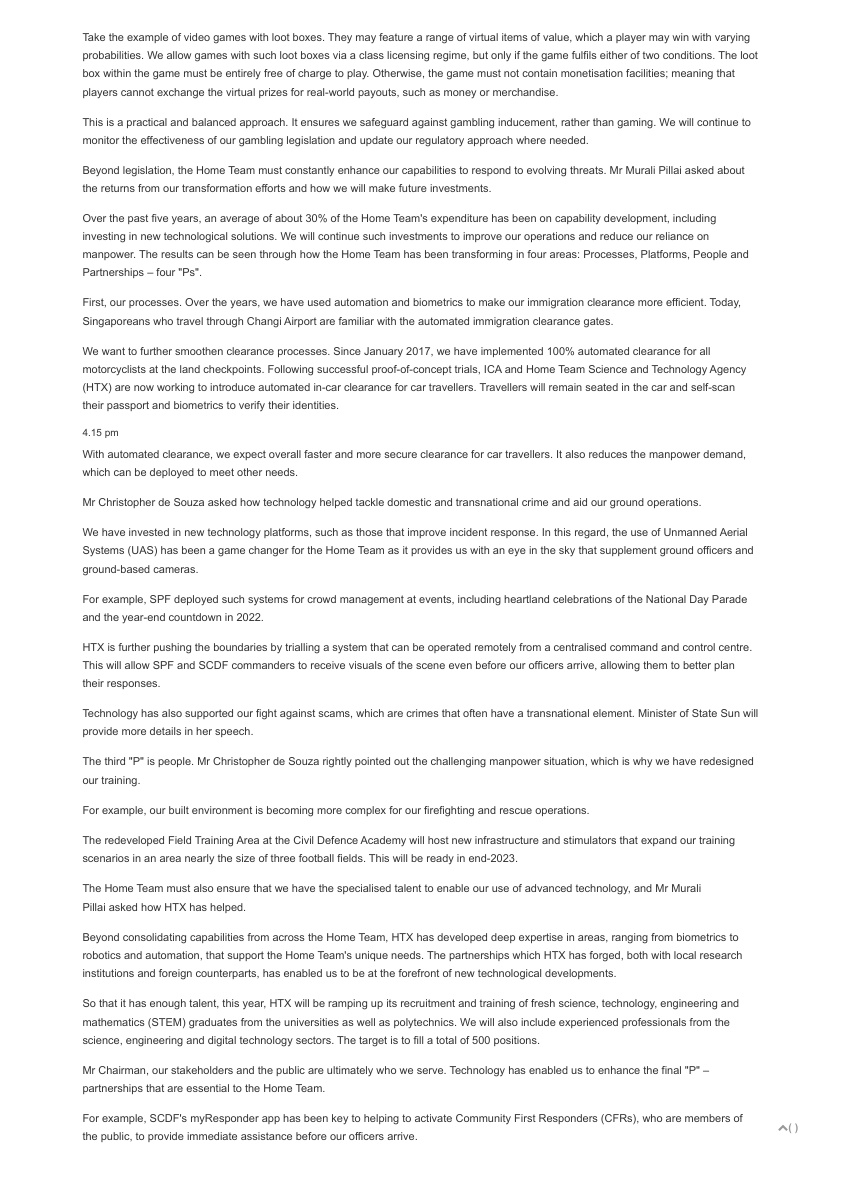 Take the example of video games with loot boxes. They may feature a range of virtual items of value, which a player may win with varying
probabilities. We allow games with such loot boxes via a class licensing regime, but only if the game fulfils either of two conditions. The loot
box within the game must be entirely free of charge to play. Otherwise, the game must not contain monetisation facilities; meaning that
players cannot exchange the virtual prizes for real-world payouts, such as money or merchandise.
This is a practical and balanced approach. It ensures we safeguard against gambling inducement, rather than gaming. We will continue to
monitor the effectiveness of our gambling legislation and update our regulatory approach where needed.
Beyond legislation, the Home Team must constantly enhance our capabilities to respond to evolving threats. Mr Murali Pillai asked about
the returns from our transformation efforts and how we will make future investments.
Over the past five years, an average of about 30% of the Home Team's expenditure has been on capability development, including
investing in new technological solutions. We will continue such investments to improve our operations and reduce our reliance on
manpower. The results can be seen through how the Home Team has been transforming in four areas: Processes, Platforms, People and
Partnerships – four "Ps".
First, our processes. Over the years, we have used automation and biometrics to make our immigration clearance more efficient. Today,
Singaporeans who travel through Changi Airport are familiar with the automated immigration clearance gates.
We want to further smoothen clearance processes. Since January 2017, we have implemented 100% automated clearance for all
motorcyclists at the land checkpoints. Following successful proof-of-concept trials, ICA and Home Team Science and Technology Agency
(HTX) are now working to introduce automated in-car clearance for car travellers. Travellers will remain seated in the car and self-scan
their passport and biometrics to verify their identities.
4.15 pm
With automated clearance, we expect overall faster and more secure clearance for car travellers. It also reduces the manpower demand,
which can be deployed to meet other needs.
Mr Christopher de Souza asked how technology helped tackle domestic and transnational crime and aid our ground operations.
We have invested in new technology platforms, such as those that improve incident response. In this regard, the use of Unmanned Aerial
Systems (UAS) has been a game changer for the Home Team as it provides us with an eye in the sky that supplement ground officers and
ground-based cameras.
For example, SPF deployed such systems for crowd management at events, including heartland celebrations of the National Day Parade
and the year-end countdown in 2022.
HTX is further pushing the boundaries by trialling a system that can be operated remotely from a centralised command and control centre.
This will allow SPF and SCDF commanders to receive visuals of the scene even before our officers arrive, allowing them to better plan
their responses.
Technology has also supported our fight against scams, which are crimes that often have a transnational element. Minister of State Sun will
provide more details in her speech.
The third "P" is people. Mr Christopher de Souza rightly pointed out the challenging manpower situation, which is why we have redesigned
our training.
For example, our built environment is becoming more complex for our firefighting and rescue operations.
The redeveloped Field Training Area at the Civil Defence Academy will host new infrastructure and stimulators that expand our training
scenarios in an area nearly the size of three football fields. This will be ready in end-2023.
The Home Team must also ensure that we have the specialised talent to enable our use of advanced technology, and Mr Murali
Pillai asked how HTX has helped.
Beyond consolidating capabilities from across the Home Team, HTX has developed deep expertise in areas, ranging from biometrics to
robotics and automation, that support the Home Team's unique needs. The partnerships which HTX has forged, both with local research
institutions and foreign counterparts, has enabled us to be at the forefront of new technological developments.
So that it has enough talent, this year, HTX will be ramping up its recruitment and training of fresh science, technology, engineering and
mathematics (STEM) graduates from the universities as well as polytechnics. We will also include experienced professionals from the
science, engineering and digital technology sectors. The target is to fill a total of 500 positions.
Mr Chairman, our stakeholders and the public are ultimately who we serve. Technology has enabled us to enhance the final "P" –
partnerships that are essential to the Home Team.
For example, SCDF's myResponder app has been key to helping to activate Community First Responders (CFRs), who are members of
the public, to provide immediate assistance before our officers arrive.
( )